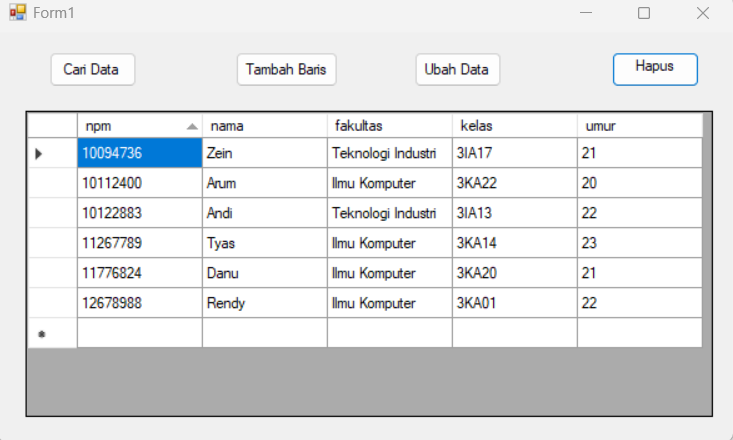 Form1
Cari Data Tambah Baris Ubah Data Hapus
npm nama fakultas kelas umur
10094736 Zein Teknologi Industri 3IA17 21
10112400 Arum Ilmu Komputer 3KA22 20
10122883 Andi Teknologi Industri 3IA13 22
11267789 Tyas Ilmu Komputer 3KA14 23
11776824 Danu Ilmu Komputer 3KA20 21
12678988 Rendy Ilmu Komputer 3KA01 22